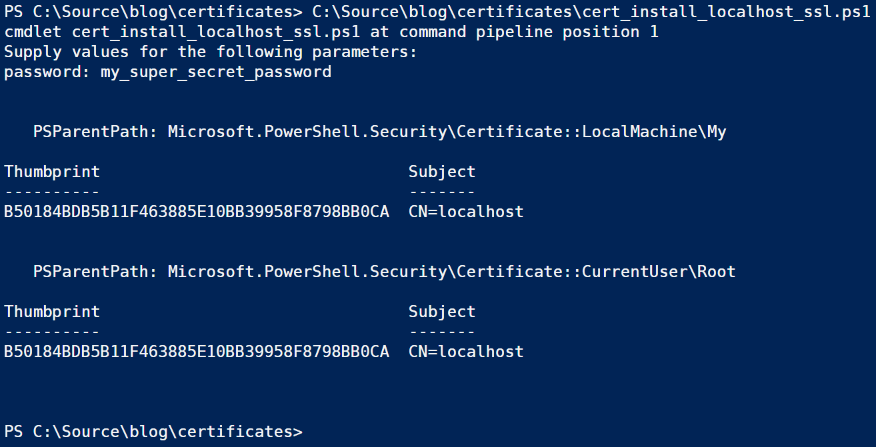 PS C:\Source\blog\certificates> C:\Source\blog\certificates\cert_install_localhost_ssl.ps1
cmdlet cert_install_localhost_ssl.ps1 at command pipeline position 1
Supply values for the following parameters:
password: my_super_secret_password
PSParentPath: Microsoft.PowerShell.Security\Certificate::LocalMachine\My
Thumbprint                                Subject
----------                                -------
B50184BDB5B11F463885E10BB39958F8798BB0CA  CN=localhost
PSParentPath: Microsoft.PowerShell.Security\Certificate::CurrentUser\Root
Thumbprint                                Subject
----------                                -------
B50184BDB5B11F463885E10BB39958F8798BB0CA  CN=localhost
PS C:\Source\blog\certificates>